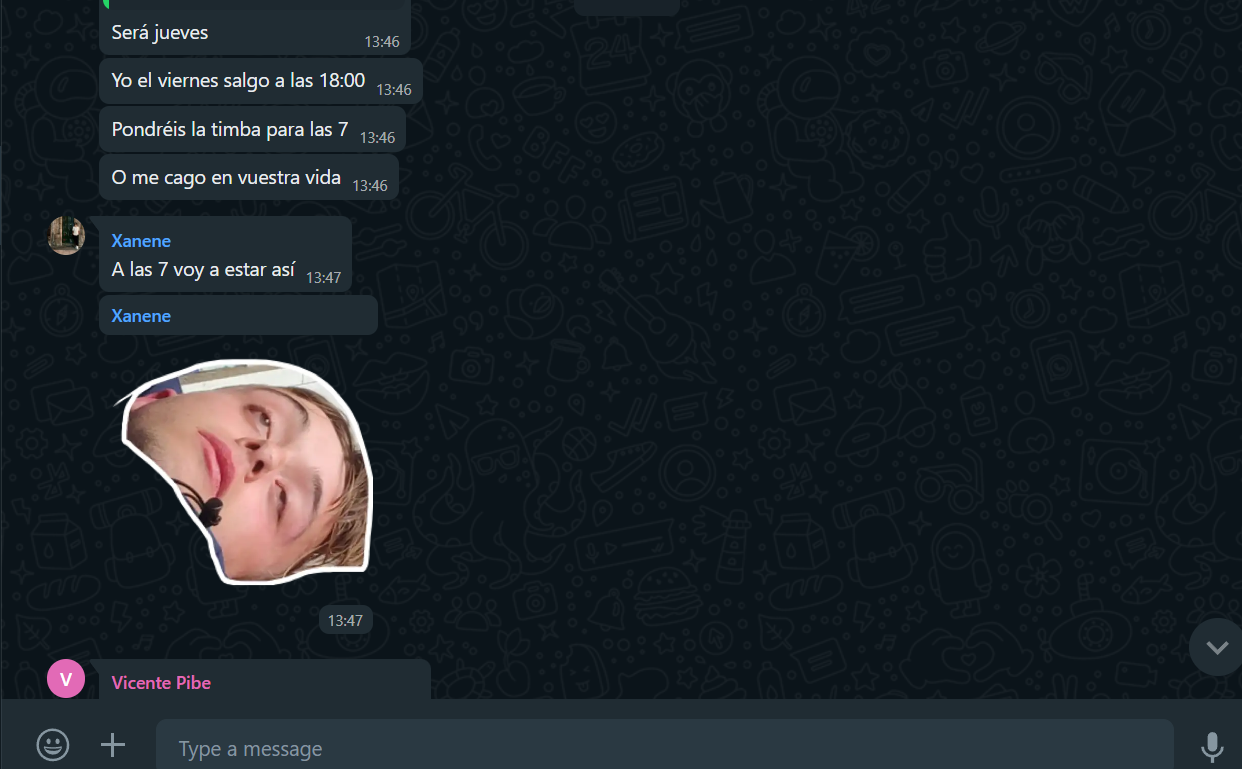 Será jueves
13:46
Yo el viernes salgo a las 18:00
13:46
Pondréis la timba para las 7
13:46
O me cago en vuestra vida
13:46
Xanene
A las 7 voy a estar así
13:47
Xanene
13:47
V
Vicente Pibe
Type a message